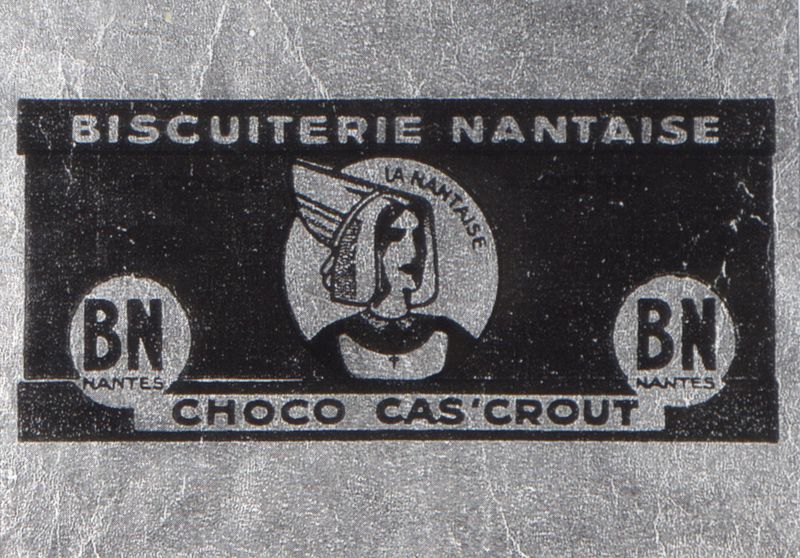 BISCUITERIE NANTAISE
LA NANTAISE
BN
NANTES
BN
NANTES
CHOCO CAS'CROUT